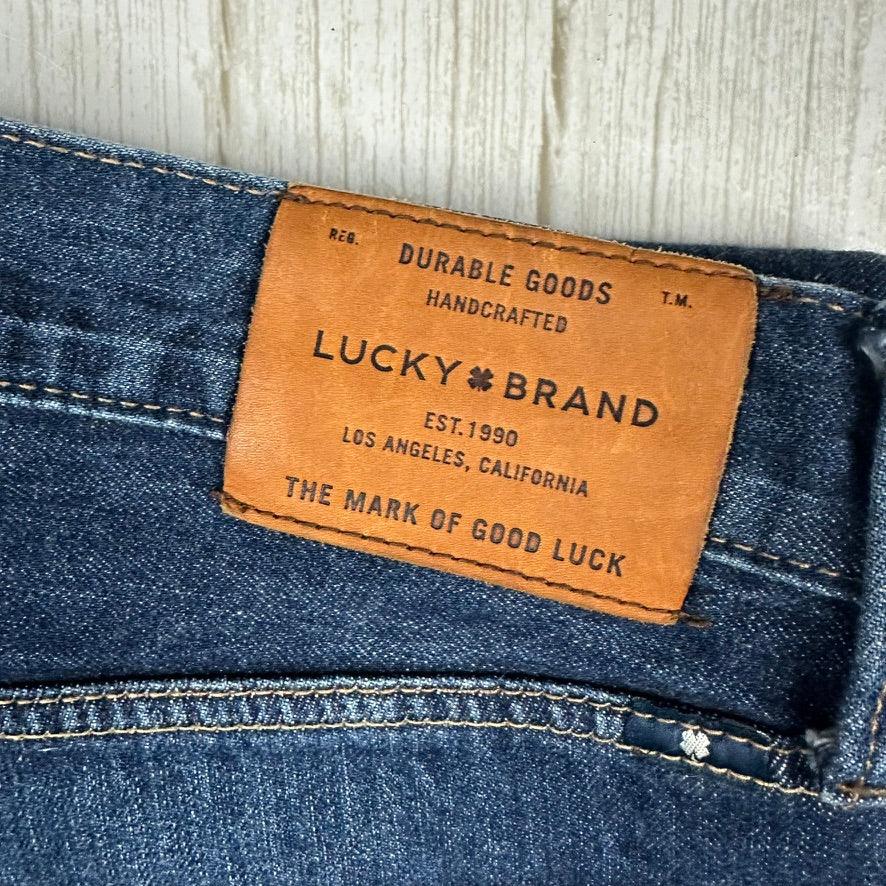 REG.
DURABLE GOODS
T.M.
HANDCRAFTED
LUCKY BRAND
EST.1990
LOS ANGELES, CALIFORNIA
THE MARK OF GOOD LUCK